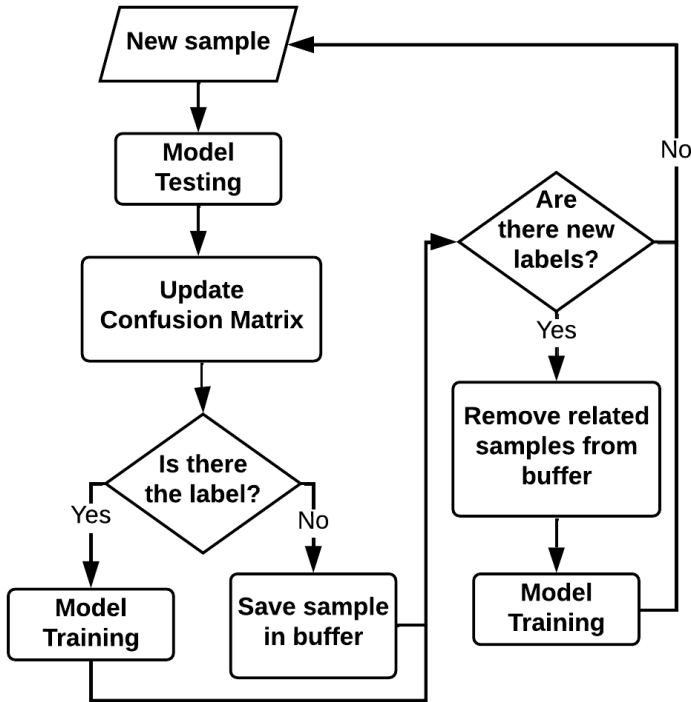 New sample
Model
Testing
Update
Confusion Matrix
Is there
the label?
Yes
No
Model
Training
Save sample
in buffer
Are
there new
labels?
No
Yes
Remove related
samples from
buffer
Model
Training